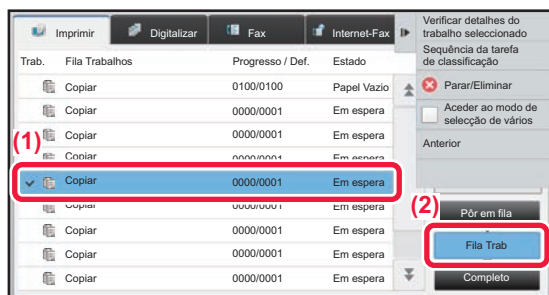 Imprimir
Digitalizar
Fax
Internet-Fax
Verificar detalhes do
trabalho seleccionado
Sequência da tarefa
de classificação
Parar/Eliminar
Aceder ao modo de
selecção de vários
Anterior
Trab. Fila Trabalhos Progresso / Def. Estado
Copiar 0100/0100 Papel Vazio
Copiar 0000/0001 Em espera
Copiar 0000/0001 Em espera
(1)
Copiar 0000/0001 Em espera
Copiar 0000/0001 Em espera
Copiar 0000/0001 Em espera
Copiar 0000/0001 Em espera
Copiar 0000/0001 Em espera
Copiar 0000/0001 Em espera
(2)
Pôr em fila
Fila Trab
Completo